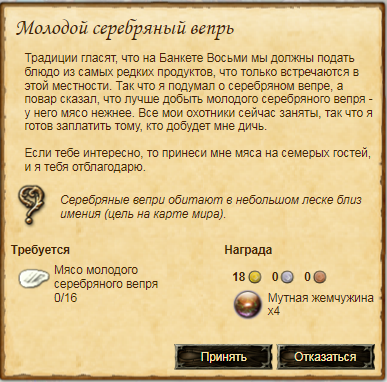 Молодой серебряный вепрь
Традиции гласят, что на Банкете Восьми мы должны подать
блюдо из самых редких продуктов, что только встречаются в
этой местности. Так что я подумал о серебряном вепре, а
повар сказал, что лучше добыть молодого серебряного вепря -
у него мясо нежнее. Все мои охотники сейчас заняты, так что я
готов заплатить тому, кто добудет мне дичь.
Если тебе интересно, то принеси мне мяса на семерых гостей,
и я тебя отблагодарю.
Серебряные вепри обитают в небольшом леске близ
имения (цель на карте мира).
Требуется
Мясо молодого
серебряного вепря
0/16
Награда
18 0 0
Мутная жемчужина
x4
Принять Отказаться